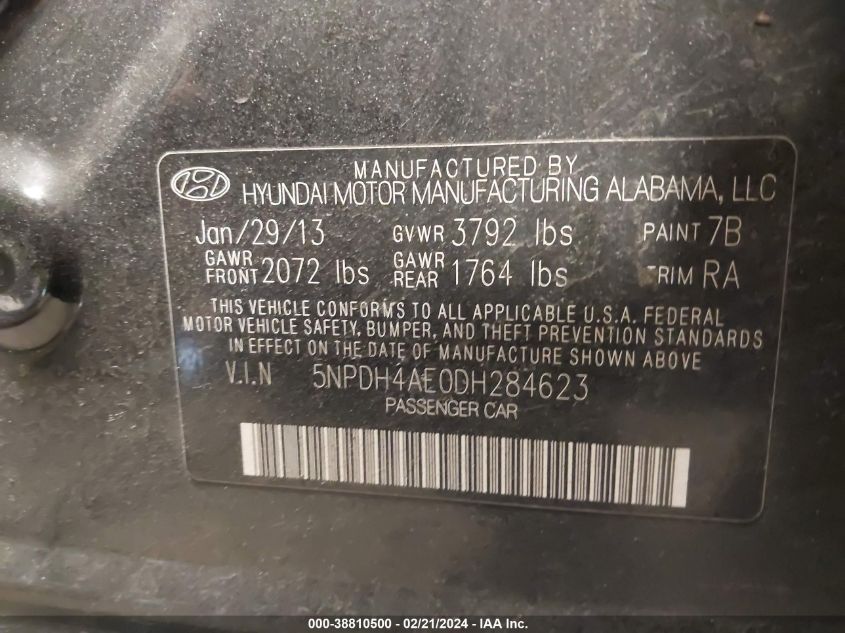 MANUFACTURED BY
HYUNDAI MOTOR MANUFACTURING ALABAMA, LLC
Jan/29/13 GVWR 3792 lbs PAINT 7B
GAWR FRONT 2072 lbs GAWR REAR 1764 lbs TRIM RA
THIS VEHICLE CONFORMS TO ALL APPLICABLE U.S.A. FEDERAL
MOTOR VEHICLE SAFETY, BUMPER, AND THEFT PREVENTION STANDARDS
IN EFFECT ON THE DATE OF MANUFACTURE SHOWN ABOVE
V.I.N 5NPDH4AE0DH284623
PASSENGER CAR
000-38810500 - 02/21/2024 - IAA Inc.